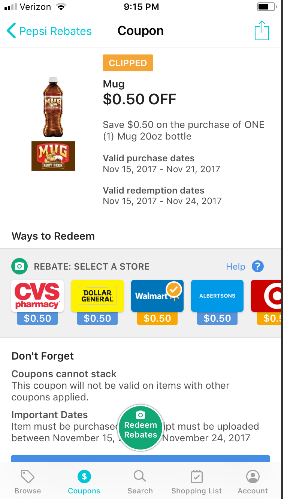 Verizon 9:15 PM
Pepsi Rebates Coupon
CLIPPED
Mug
$0.50 OFF
Save $0.50 on the purchase of ONE
(1) Mug 20oz bottle
Valid purchase dates
Nov 15, 2017 - Nov 21, 2017
Valid redemption dates
Nov 15, 2017 - Nov 24, 2017
MUG
MUG
Ways to Redeem
REBATE: SELECT A STORE Help ?
CVS
pharmacy
$0.50
DOLLAR
GENERAL
$0.50
Walmart
$0.50
ALBERTSONS
$0.50
$0.5
Don't Forget
Coupons cannot stack
This coupon will not be valid on items with other
coupons applied.
Important Dates
Item must be purchase ipt must be uploaded
between November 15, November 24, 2017
Redeem
Rebates
Browse
Coupons
Search
Shopping List
Account